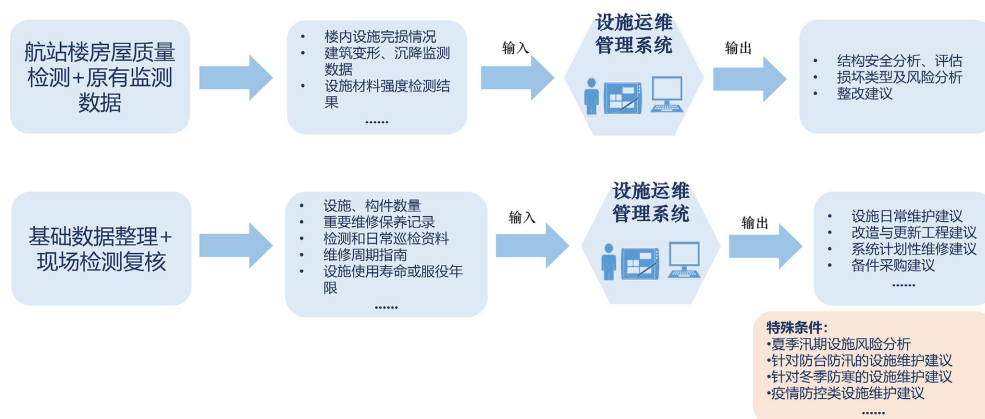 航站楼房屋质量
检测+原有监测
数据
• 楼内设施完损情况
• 建筑变形、沉降监测
数据
• 设施材料强度检测结
果
......
输入
设施运维
管理系统
输出
• 结构安全分析、评估
• 损坏类型及风险分析
• 整改建议
基础数据整理+
现场检测复核
• 设施、构件数量
• 重要维修保养记录
• 检测和日常巡检资料
• 维修周期指南
• 设施使用寿命或服役年
限
......
输入
设施运维
管理系统
输出
• 设施日常维护建议
• 改造与更新工程建议
• 系统计划性维修建议
• 备件采购建议
......
特殊条件：
•夏季汛期设施风险分析
•针对防台防汛的设施维护建议
•针对冬季防寒的设施维护建议
•疫情防控类设施维护建议
......